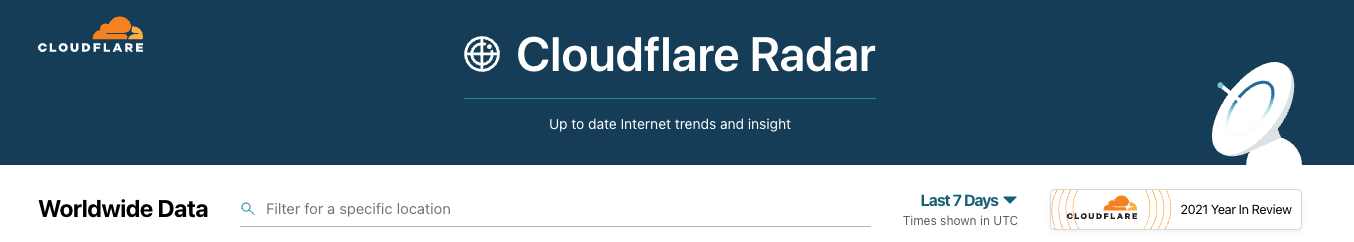 CLOUDFLARE
Cloudflare Radar
Up to date Internet trends and insight
Worldwide Data
Filter for a specific location
Last 7 Days
Times shown in UTC
CLOUDFLARE
2021 Year In Review